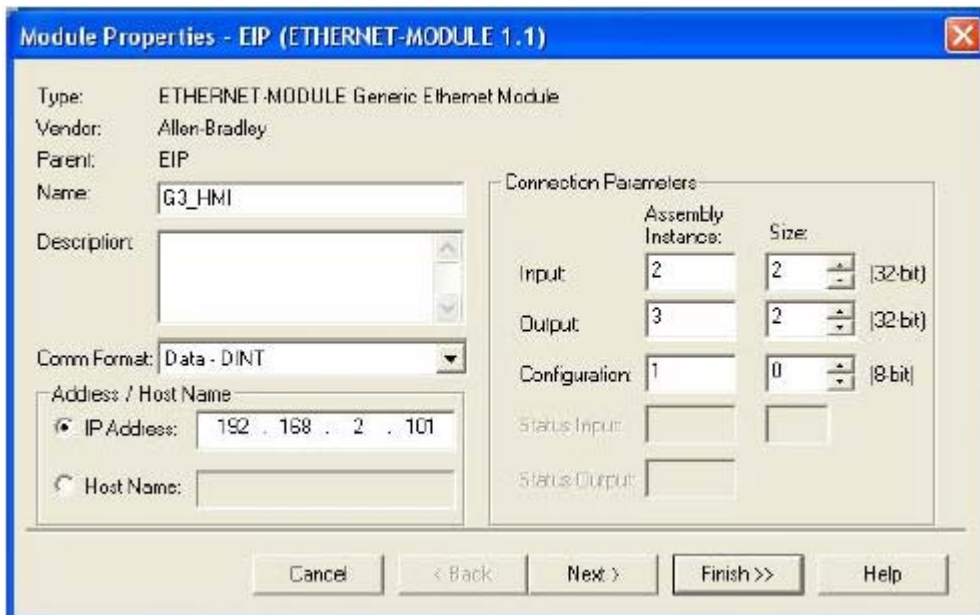 Module Properties - EIP (ETHERNET-MODULE 1.1)
Type: ETHERNET-MODULE Generic Ethernet Module
Vendor: Allen-Bradley
Parent: EIP
Name: G3_HMI
Description:
Comm Format: Data - DINT
Address / Host Name
IP Address: 192 . 168 . 2 . 101
Host Name:
Connection Parameters
Assembly Instance: Size:
Input: 2 2 (32-bit)
Output: 3 2 (32-bit)
Configuration: 1 0 (8-bit)
Status Input:
Status Output:
Cancel < Back Next > Finish >> Help